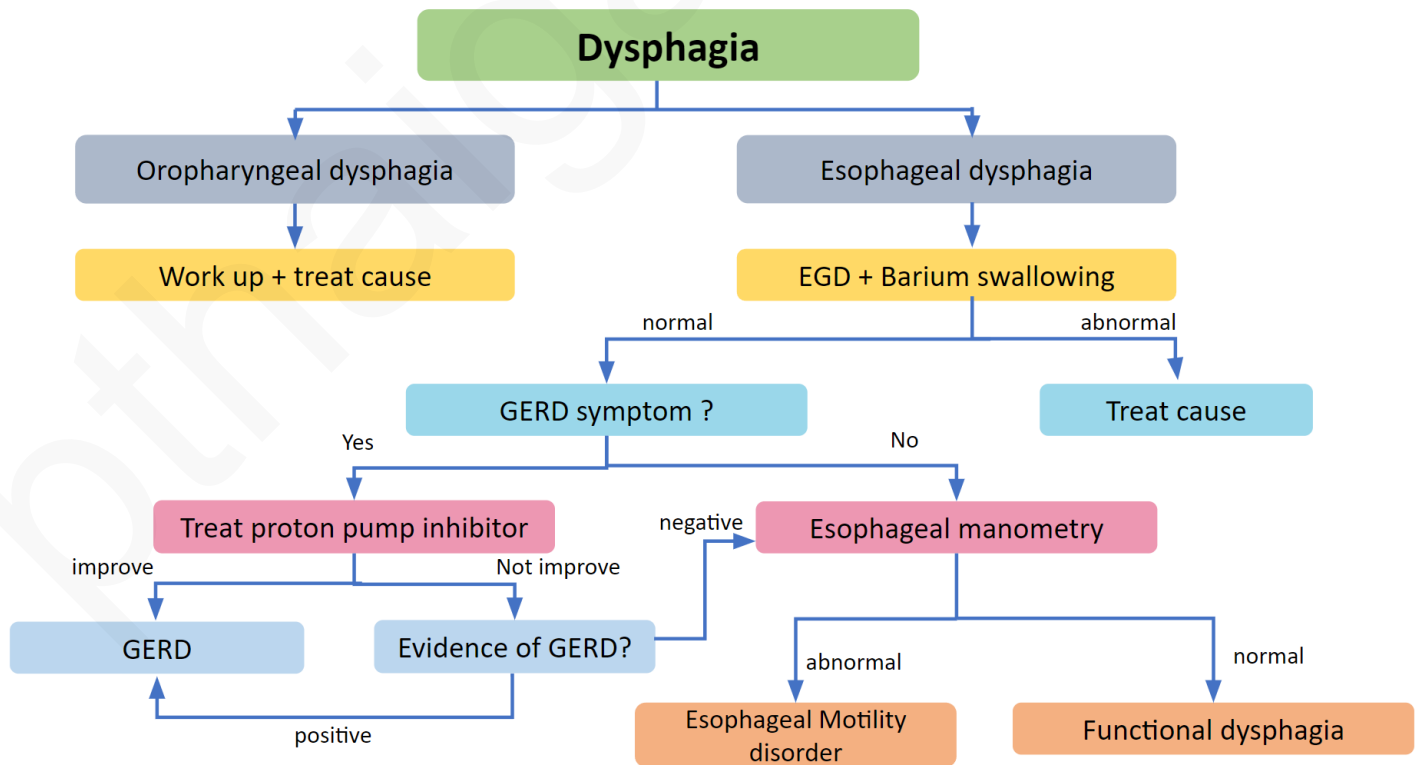 Dysphagia
Oropharyngeal dysphagia
Esophageal dysphagia
Work up + treat cause
EGD + Barium swallowing
normal
abnormal
GERD symptom ?
Treat cause
Yes
No
Treat proton pump inhibitor
negative
Esophageal manometry
improve
Not improve
GERD
Evidence of GERD?
abnormal
normal
positive
Esophageal Motility
disorder
Functional dysphagia